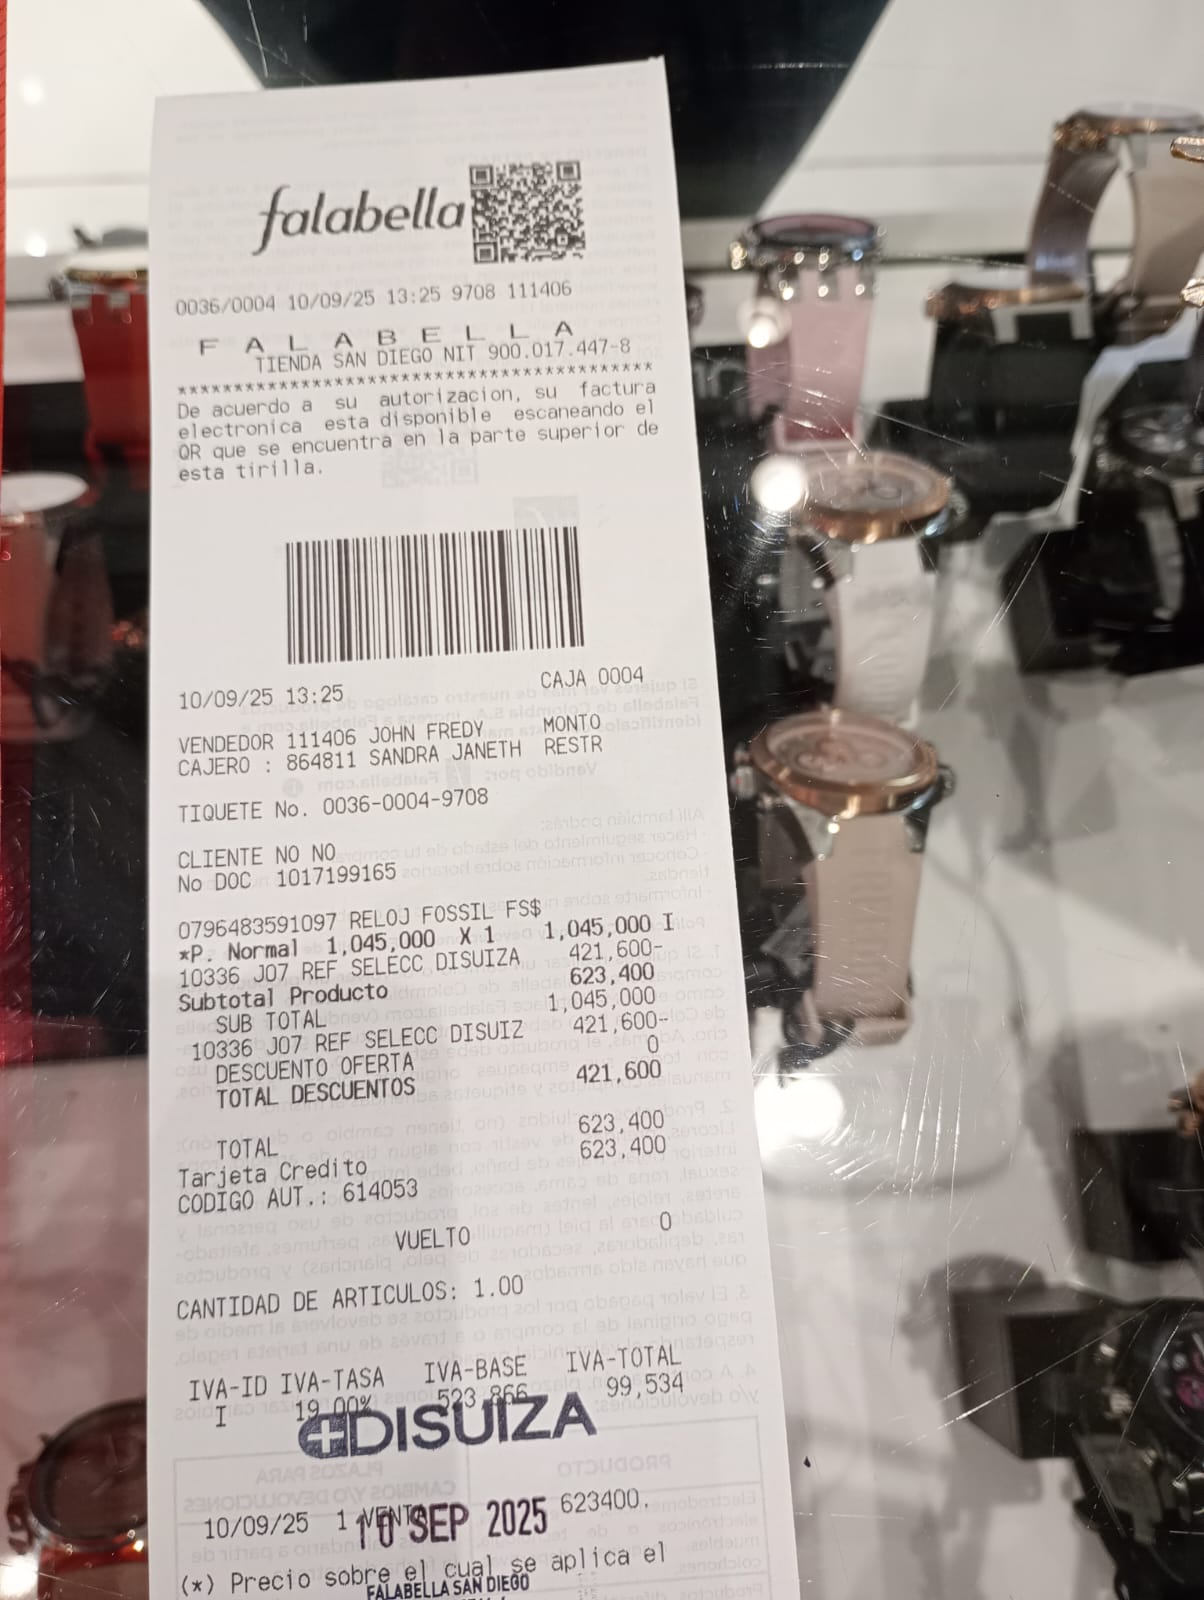 falabella
0036/0004 10/09/25 13:25 9708 111406
F A L A B E L L A
TIENDA SAN DIEGO NIT 900.017.447-8
******************************************
De acuerdo a su autorizacion, su factura
electronica esta disponible escaneando el
QR que se encuentra en la parte superior de
esta tirilla.
10/09/25 13:25 CAJA 0004
VENDEDOR 111406 JOHN FREDY MONTO
CAJERO : 864811 SANDRA JANETH RESTR
TIQUETE No. 0036-0004-9708
CLIENTE NO NO
No DOC 1017199165
0796483591097 RELOJ FOSSIL FS$
*P. Normal 1,045,000 X 1 1,045,000 I
10336 J07 REF SELECC DISUIZA 421,600-
Subtotal Producto 623,400
SUB TOTAL 1,045,000
10336 J07 REF SELECC DISUIZ 421,600-
DESCUENTO OFERTA 0
TOTAL DESCUENTOS 421,600
TOTAL 623,400
Tarjeta Credito 623,400
CODIGO AUT.: 614053
VUELTO 0
CANTIDAD DE ARTICULOS: 1.00
IVA-ID IVA-TASA IVA-BASE IVA-TOTAL
I 19.00% 523,866 99,534
DISUIZA
10/09/25 1 VENTA 623400.
10 SEP 2025
(*) Precio sobre el cual se aplica el
FALABELLA SAN DIEGO